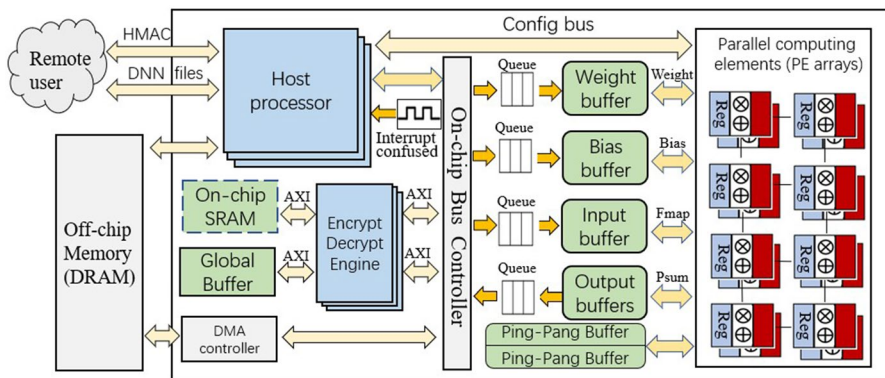 Config bus
Remote
user
HMAC
DNN files
Host
processor
Interrupt
confused
Off-chip
Memory
(DRAM)
On-chip
SRAM
AXI
Global
Buffer
AXI
Encrypt
Decrypt
Engine
AXI
AXI
DMA
controller
On-chip Bus Controller
Queue
Weight
buffer
Weight
Queue
Bias
buffer
Bias
Queue
Input
buffer
Fmap
Queue
Output
buffers
Psum
Ping-Pang Buffer
Ping-Pang Buffer
Parallel computing
elements (PE arrays)
Reg
Reg
Reg
Reg
Reg
Reg
Reg
Reg